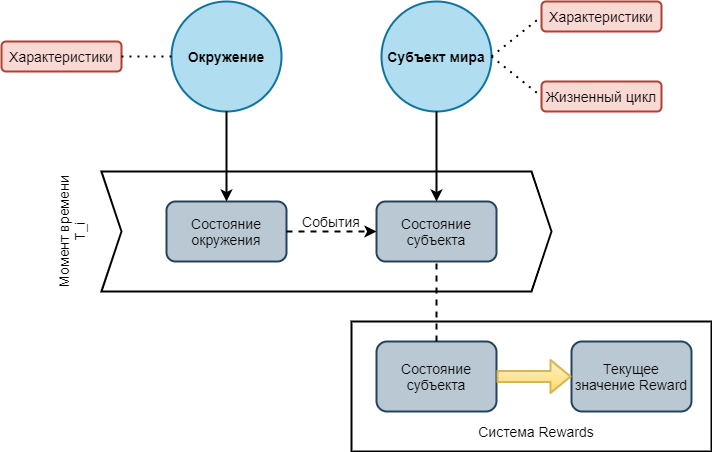 Характеристики
Окружение
Субъект мира
Характеристики
Жизненный цикл
Момент времени
T_i
Состояние
окружения
События
Состояние
субъекта
Состояние
субъекта
Текущее
значение Reward
Система Rewards